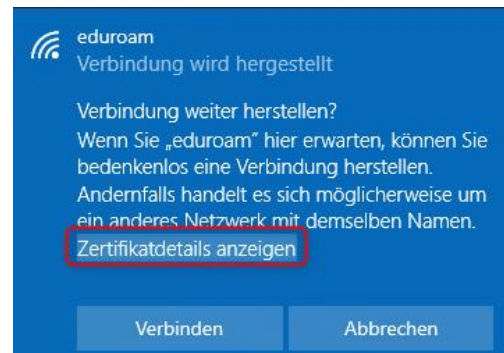 eduroam
Verbindung wird hergestellt
Verbindung weiter herstellen?
Wenn Sie „eduroam” hier erwarten, können Sie
bedenkenlos eine Verbindung herstellen.
Andernfalls handelt es sich möglicherweise um
ein anderes Netzwerk mit demselben Namen.
Zertifikatdetails anzeigen
Verbinden
Abbrechen